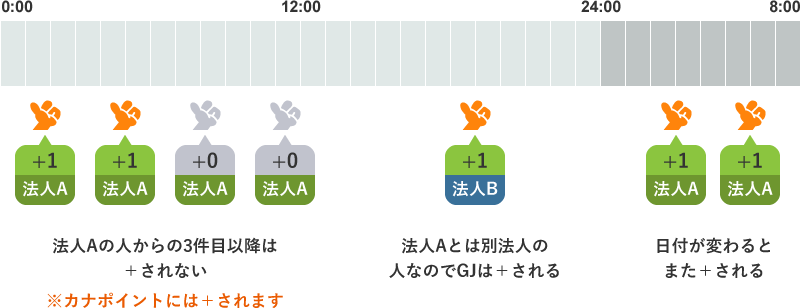 0:00 12:00 24:00 8:00
+1 +1 +0 +0 +1 +1 +1
法人A 法人A 法人A 法人A 法人B 法人A 法人A
法人Aの人からの3件目以降は
+されない
※カナポイントには+されます
法人Aとは別法人の
人なのでGJは+される
日付が変わると
また+される